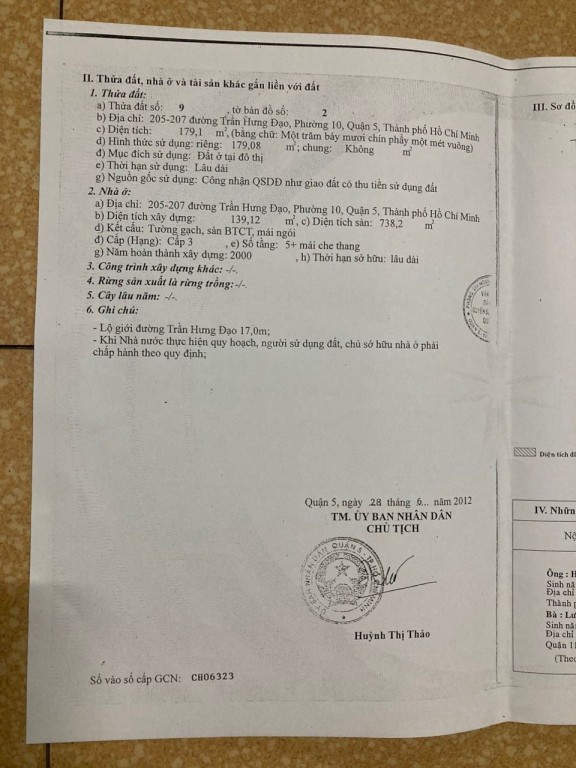 II. Thửa đất, nhà ở và tài sản khác gắn liền với đất
1. Thửa đất:
a) Thửa đất số: 9 , tờ bản đồ số: 2
b) Địa chỉ: 205-207 đường Trần Hưng Đạo, Phường 10, Quận 5, Thành phố Hồ Chí Minh
c) Diện tích: 179,1 m², (bằng chữ: Một trăm bảy mươi chín phẩy một mét vuông)
d) Hình thức sử dụng: riêng: 179,08 m²; chung: Không m²
đ) Mục đích sử dụng: Đất ở tại đô thị
e) Thời hạn sử dụng: Lâu dài
g) Nguồn gốc sử dụng: Công nhận QSDĐ như giao đất có thu tiền sử dụng đất
2. Nhà ở:
a) Địa chỉ: 205-207 đường Trần Hưng Đạo, Phường 10, Quận 5, Thành phố Hồ Chí Minh
b) Diện tích xây dựng: 139,12 m², c) Diện tích sàn: 738,2 m²
d) Kết cấu: Tường gạch, sàn BTCT, mái ngói
đ) Cấp (Hạng): Cấp 3 , e) Số tầng: 5+ mái che thang
g) Năm hoàn thành xây dựng: 2000 , h) Thời hạn sở hữu: lâu dài
3. Công trình xây dựng khác: -/-.
4. Rừng sản xuất là rừng trồng: -/-.
5. Cây lâu năm: -/-.
6. Ghi chú:
- Lộ giới đường Trần Hưng Đạo 17,0m;
- Khi Nhà nước thực hiện quy hoạch, người sử dụng đất, chủ sở hữu nhà ở phải
chấp hành theo quy định;
Quận 5, ngày 28 tháng 6 năm 2012
TM. ỦY BAN NHÂN DÂN
CHỦ TỊCH
ỦY BAN NHÂN DÂN QUẬN 5 - TP. HỒ CHÍ MINH
Huỳnh Thị Thảo
Số vào sổ cấp GCN: CH06323
III. Sơ đồ
Diện tích
IV. Những
Ông :
Sinh
Địa chỉ
Thành
Bà :
Sinh
Địa chỉ
Quận
(Theo